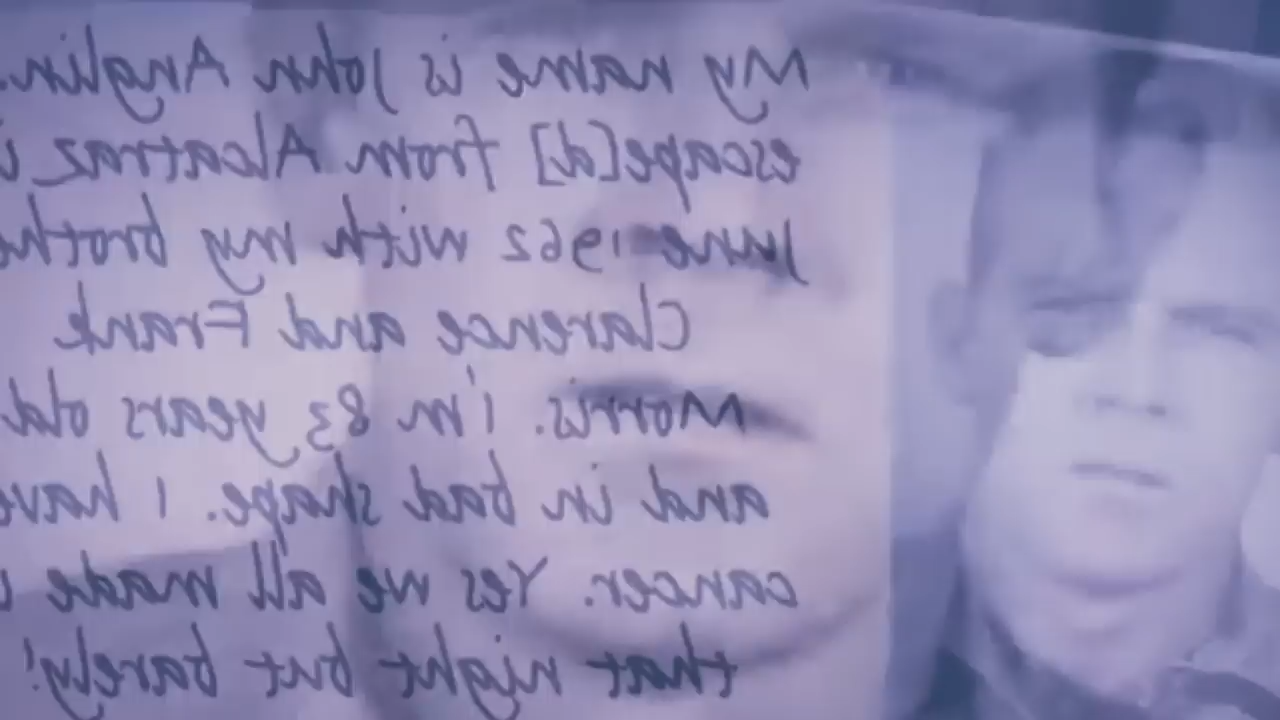 My name is John Anglin.
escape[d] from Alcatraz
June 1962 with my
Clarence and Frank
Morris. I'm 83 years old
and in bad shape. I have
cancer. Yes we all made
that night but barely!